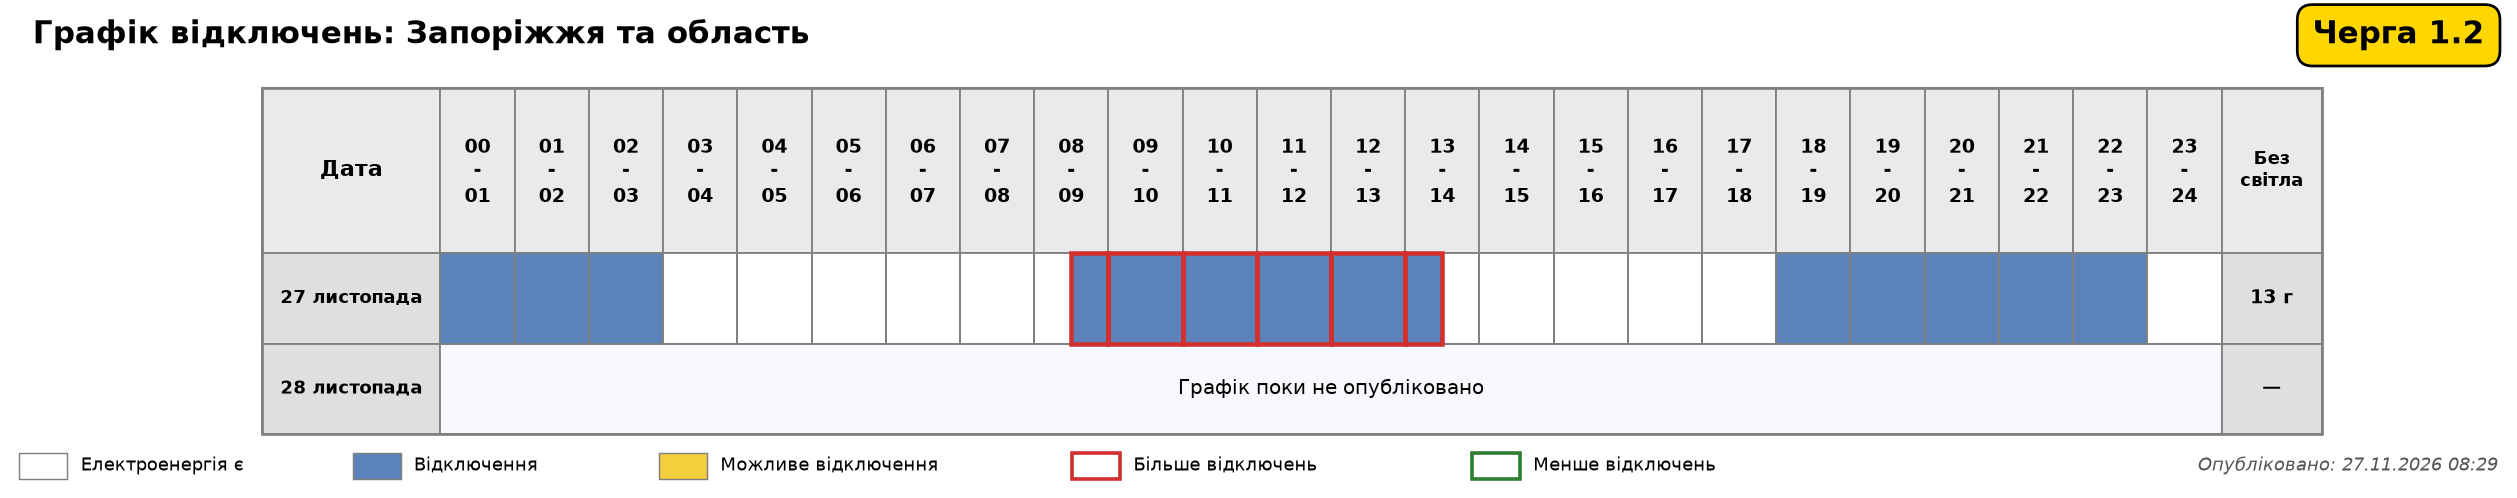 Графік відключень: Запоріжжя та область
Черга 1.2
Дата
00 - 01
01 - 02
02 - 03
03 - 04
04 - 05
05 - 06
06 - 07
07 - 08
08 - 09
09 - 10
10 - 11
11 - 12
12 - 13
13 - 14
14 - 15
15 - 16
16 - 17
17 - 18
18 - 19
19 - 20
20 - 21
21 - 22
22 - 23
23 - 24
Без
світла
27 листопада
13 г
28 листопада
Графік поки не опубліковано
—
Електроенергія є
Відключення
Можливе відключення
Більше відключень
Менше відключень
Опубліковано: 27.11.2026 08:29